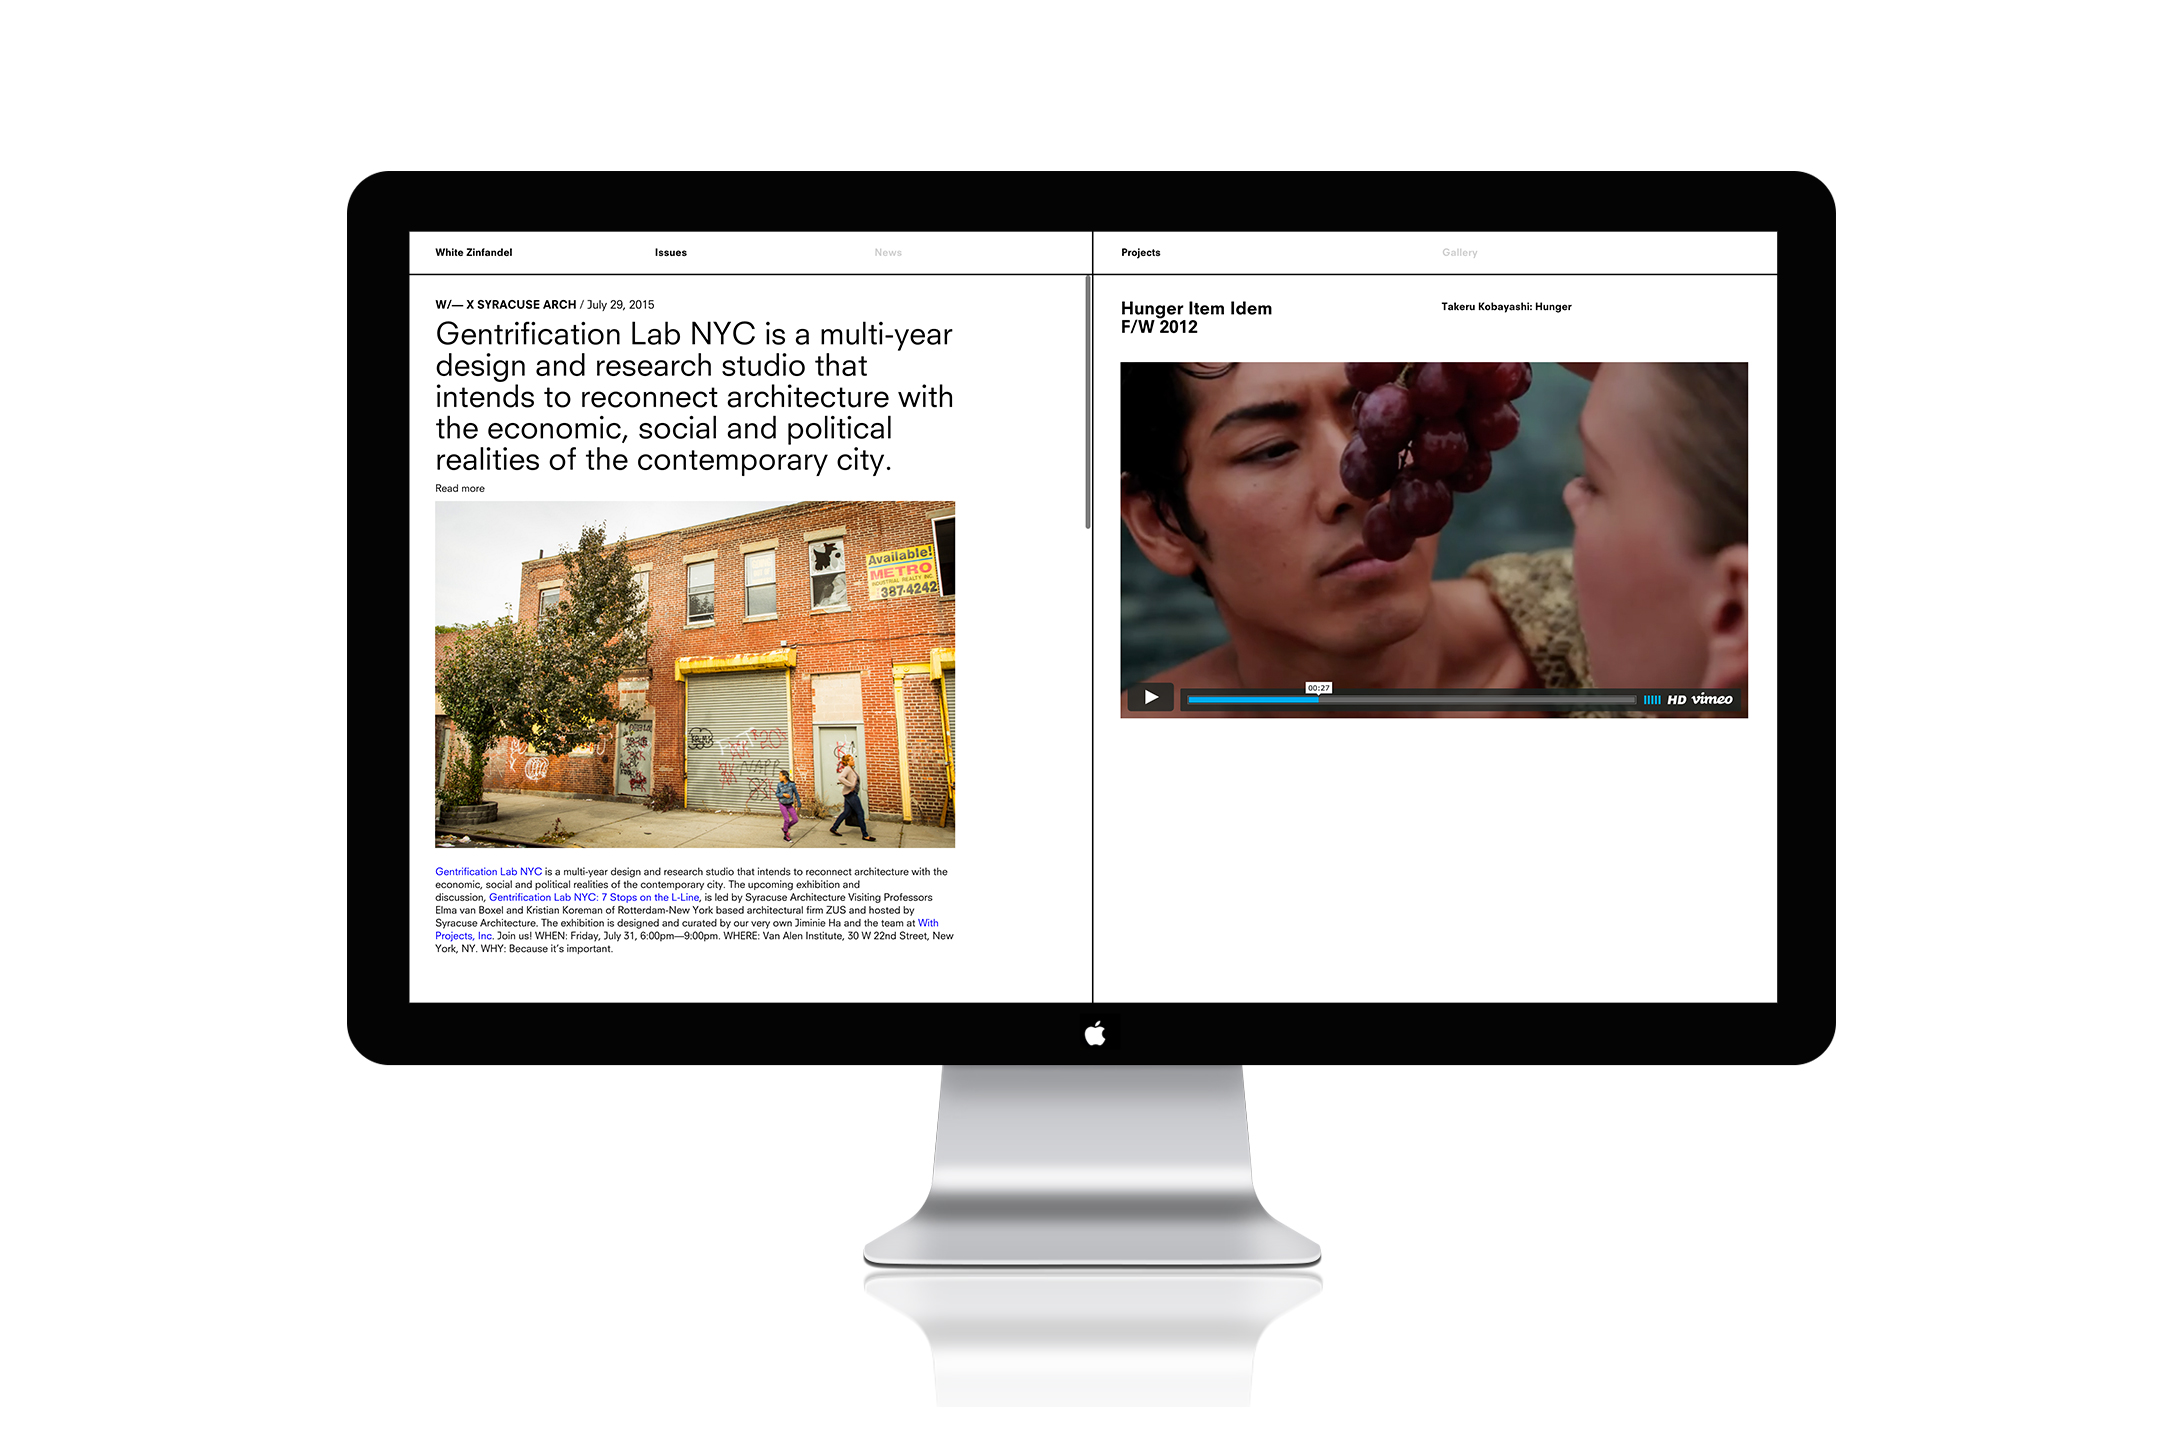 White Zinfandel
Issues
News
Projects
Gallery
W/— X SYRACUSE ARCH / July 29, 2015
Gentrification Lab NYC is a multi-year
design and research studio that
intends to reconnect architecture with
the economic, social and political
realities of the contemporary city.
Read more
Available!
METRO
INDUSTRIAL REALTY INC.
387-4242
Gentrification Lab NYC is a multi-year design and research studio that intends to reconnect architecture with the
economic, social and political realities of the contemporary city. The upcoming exhibition and
discussion, Gentrification Lab NYC: 7 Stops on the L-Line, is led by Syracuse Architecture Visiting Professors
Elma van Boxel and Kristian Koreman of Rotterdam-New York based architectural firm ZUS and hosted by
Syracuse Architecture. The exhibition is designed and curated by our very own Jiminie Ha and the team at With
Projects, Inc. Join us! WHEN: Friday, July 31, 6:00pm—9:00pm. WHERE: Van Alen Institute, 30 W 22nd Street, New
York, NY. WHY: Because it's important.
Hunger Item Idem
F/W 2012
Takeru Kobayashi: Hunger
00:27
HD vimeo